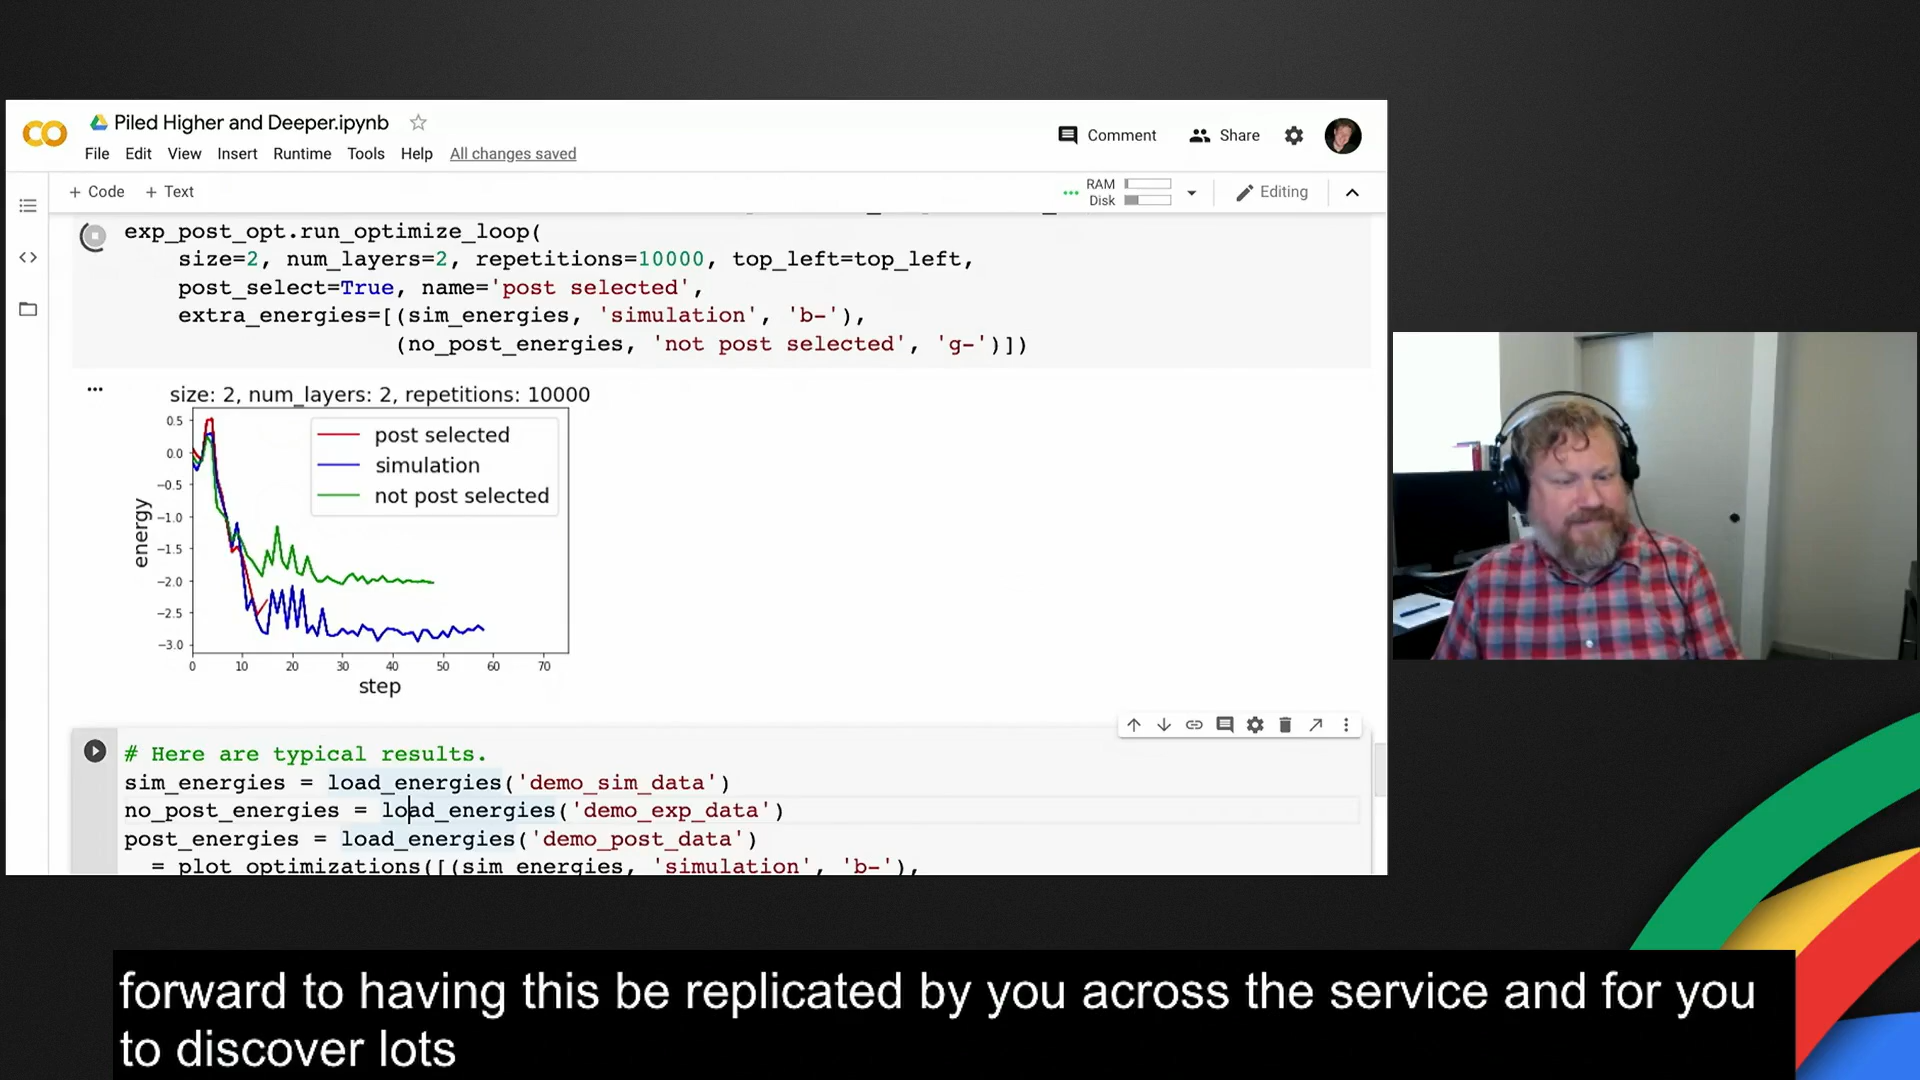 Piled Higher and Deeper.ipynb
Comment
Share
File Edit View Insert Runtime Tools Help All changes saved
+ Code + Text
RAM
Disk
Editing
exp_post_opt.run_optimize_loop(
size=2, num_layers=2, repetitions=10000, top_left=top_left,
post_select=True, name='post selected',
extra_energies=[(sim_energies, 'simulation', 'b-'),
(no_post_energies, 'not post selected', 'g-')])
size: 2, num_layers: 2, repetitions: 10000
post selected
simulation
not post selected
energy
0.5
0.0
−0.5
−1.0
−1.5
−2.0
−2.5
−3.0
0 10 20 30 40 50 60 70
step
# Here are typical results.
sim_energies = load_energies('demo_sim_data')
no_post_energies = load_energies('demo_exp_data')
post_energies = load_energies('demo_post_data')
= plot_optimizations([(sim_energies, 'simulation', 'b-'),
forward to having this be replicated by you across the service and for you
to discover lots